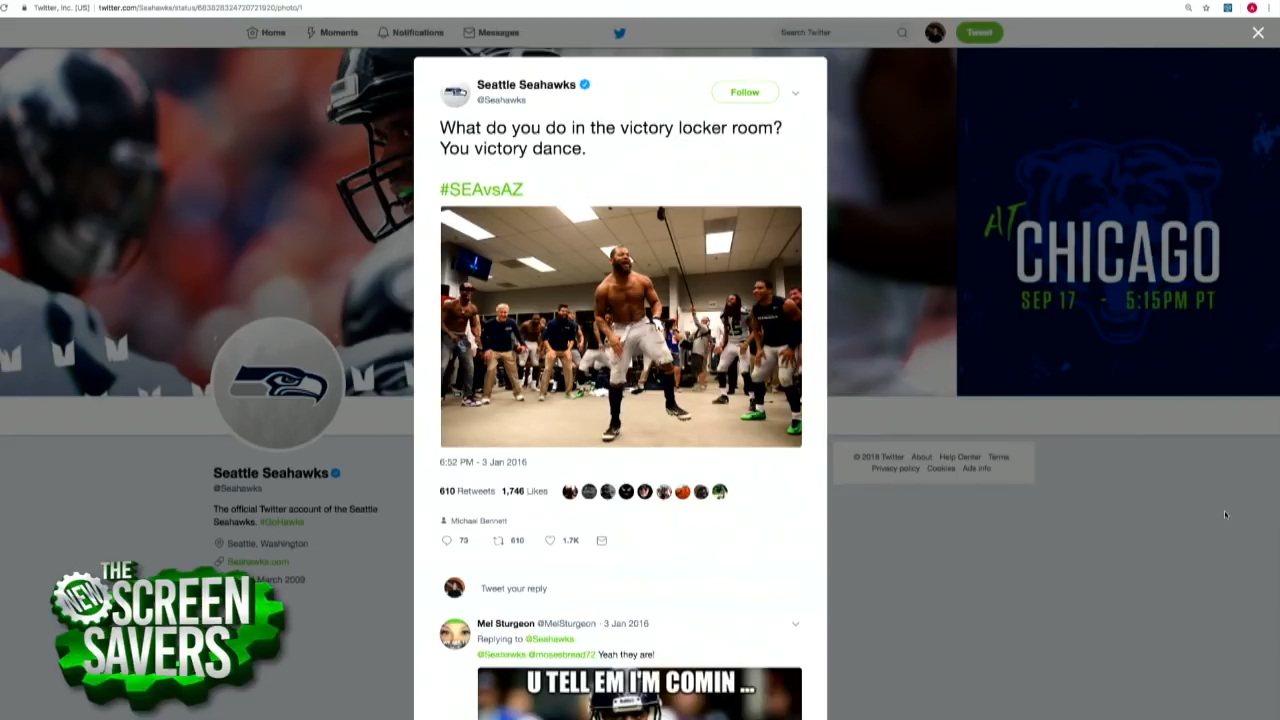 Twitter, Inc. [US]
twitter.com/Seahawks/status/683828324720721920/photo/1
Home
Moments
Notifications
Messages
Search Twitter
Tweet
Seattle Seahawks
@Seahawks
Follow
What do you do in the victory locker room?
You victory dance.
#SEAvsAZ
6:52 PM - 3 Jan 2016
610 Retweets 1,746 Likes
Michael Bennett
73
610
1.7K
Tweet your reply
Mel Sturgeon @MelSturgeon · 3 Jan 2016
Replying to @Seahawks
@Seahawks @mosesbread72 Yeah they are!
U TELL EM I'M COMIN ...
AT
CHICAGO
SEP 17 - 5:15PM PT
Seattle Seahawks
@Seahawks
The official Twitter account of the Seattle
Seahawks. #GoHawks
Seattle, Washington
Seahawks.com
March 2009
© 2018 Twitter About Help Center Terms
Privacy policy Cookies Ads info
THE
NEW
SCREEN
SAVERS